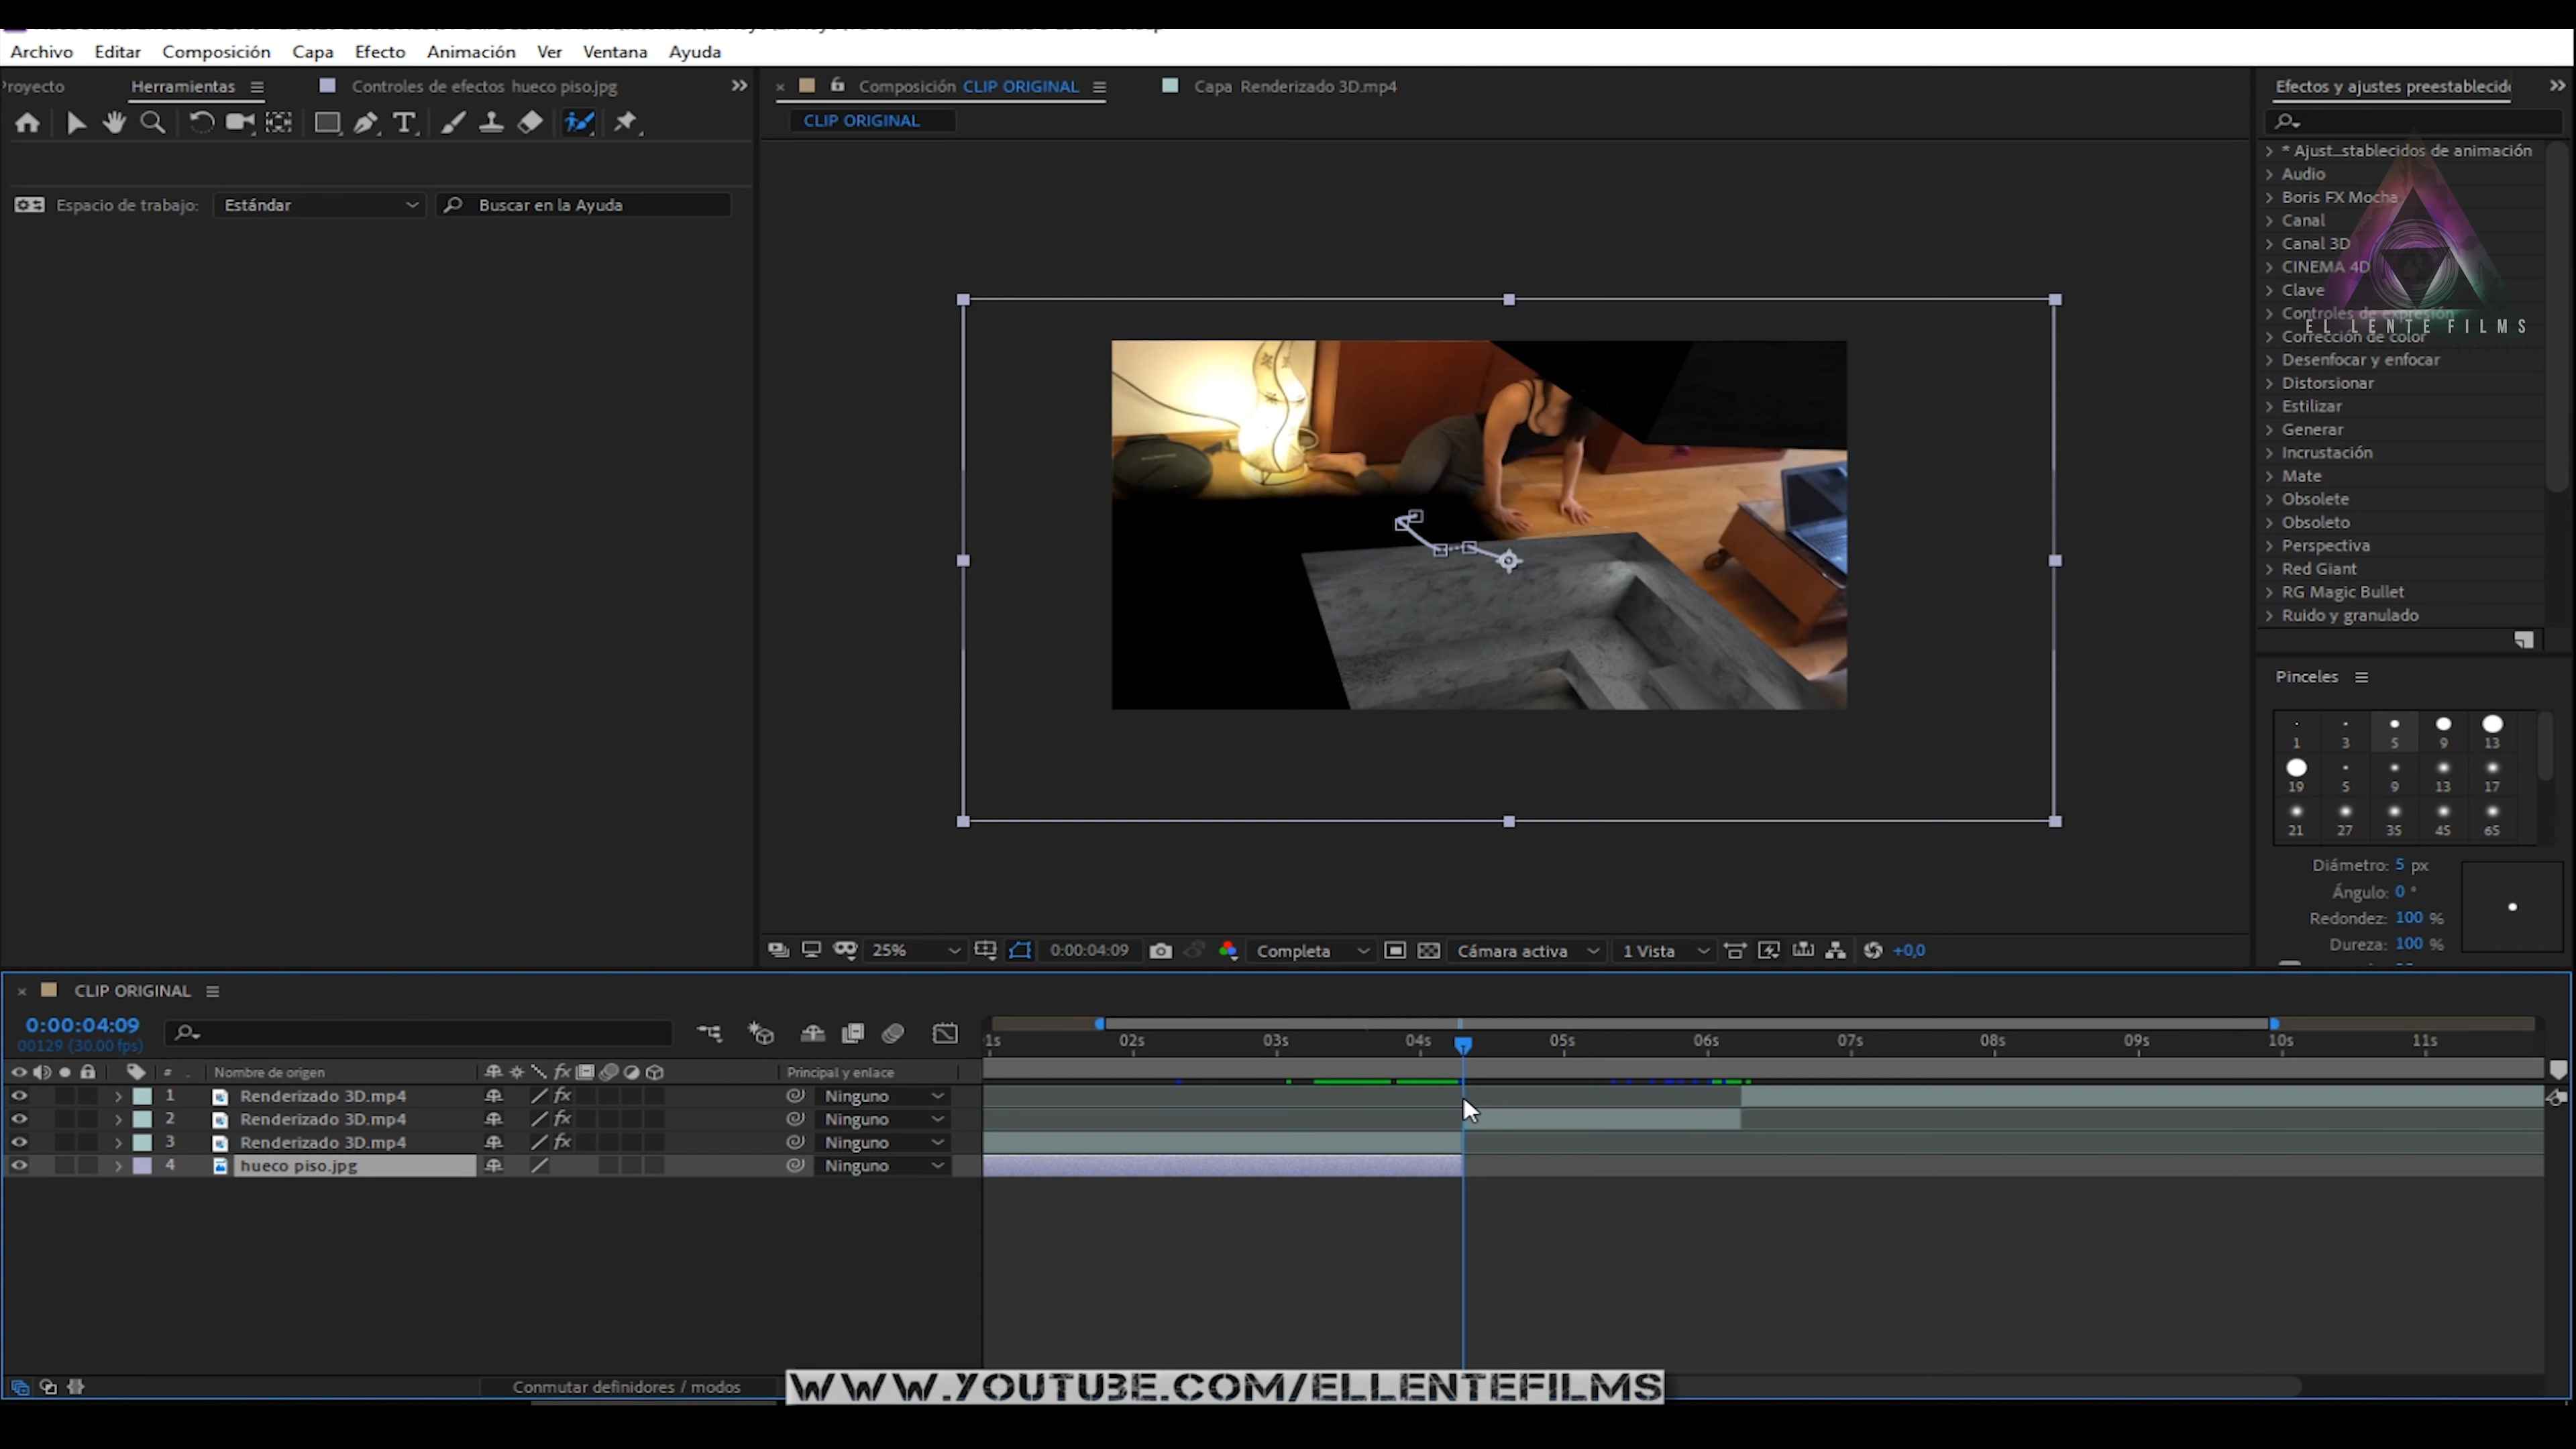 Archivo Editar Composición Capa Efecto Animación Ver Ventana Ayuda
royecto Herramientas Controles de efectos hueco piso.jpg
Composición CLIP ORIGINAL Capa Renderizado 3D.mp4
Efectos y ajustes preestablecid
CLIP ORIGINAL
Espacio de trabajo: Estándar Buscar en la Ayuda
* Ajust_stablecidos de animación
Audio
Boris FX Mocha
Canal
Canal 3D
CINEMA 4D
Clave
Controles de expresión
EL LENTE FILMS
Corrección de color
Desenfocar y enfocar
Distorsionar
Estilizar
Generar
Incrustación
Mate
Obsolete
Obsoleto
Perspectiva
Red Giant
RG Magic Bullet
Ruido y granulado
Pinceles
1 3 5 9 13
19 5 9 13 17
21 27 35 45 65
Diámetro: 5 px
Ángulo: 0 °
Redondez: 100 %
Dureza: 100 %
25% 0:00:04:09 Completa Cámara activa 1 Vista +0,0
CLIP ORIGINAL
0:00:04:09
00129 (30.00 fps)
1s 02s 03s 04s 05s 06s 07s 08s 09s 10s 11s
# Nombre de origen fx Principal y enlace
1 Renderizado 3D.mp4 fx Ninguno
2 Renderizado 3D.mp4 fx Ninguno
3 Renderizado 3D.mp4 fx Ninguno
4 hueco piso.jpg Ninguno
Conmutar definidores / modos
WWW.YOUTUBE.COM/ELLENTEFILMS